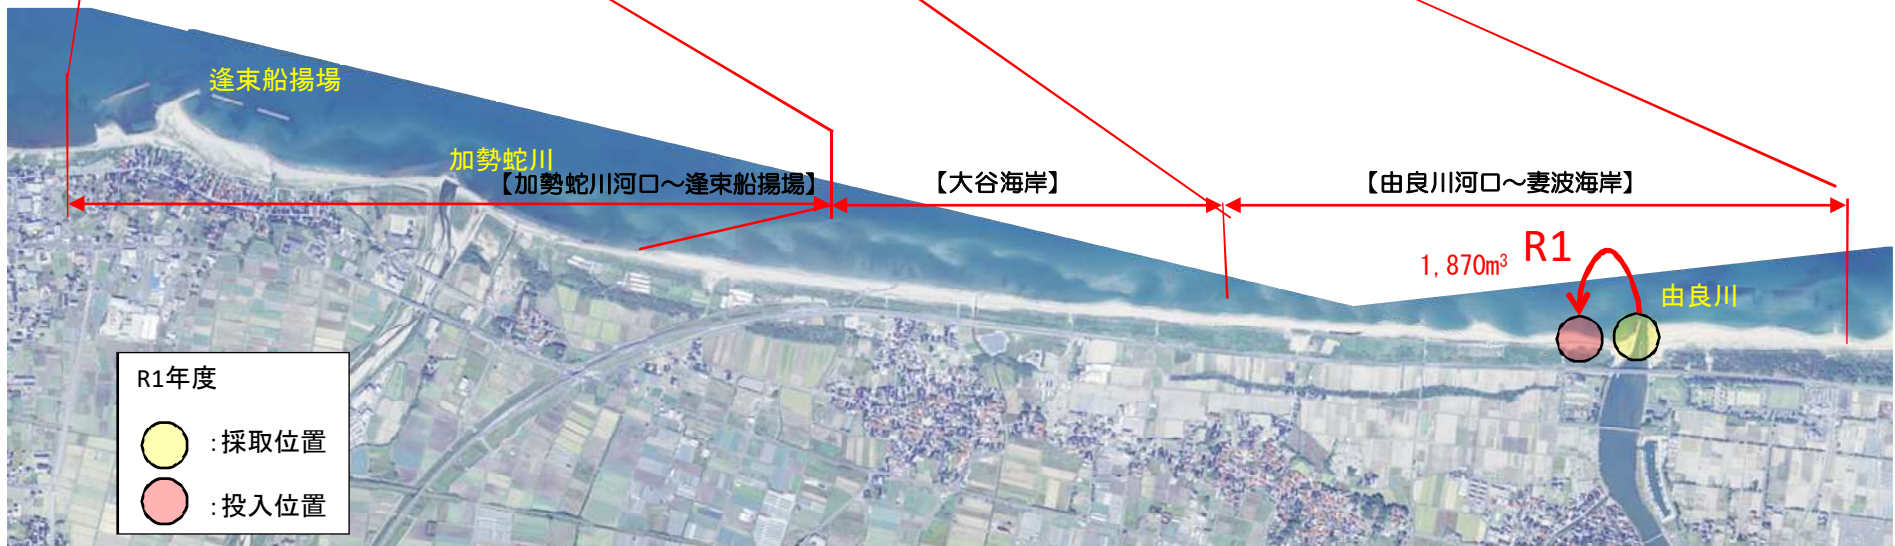 逢束船揚場
加勢蛇川
【加勢蛇川河口～逢束船揚場】
【大谷海岸】
【由良川河口～妻波海岸】
1,870m³ R1
由良川
R1年度
：採取位置
：投入位置